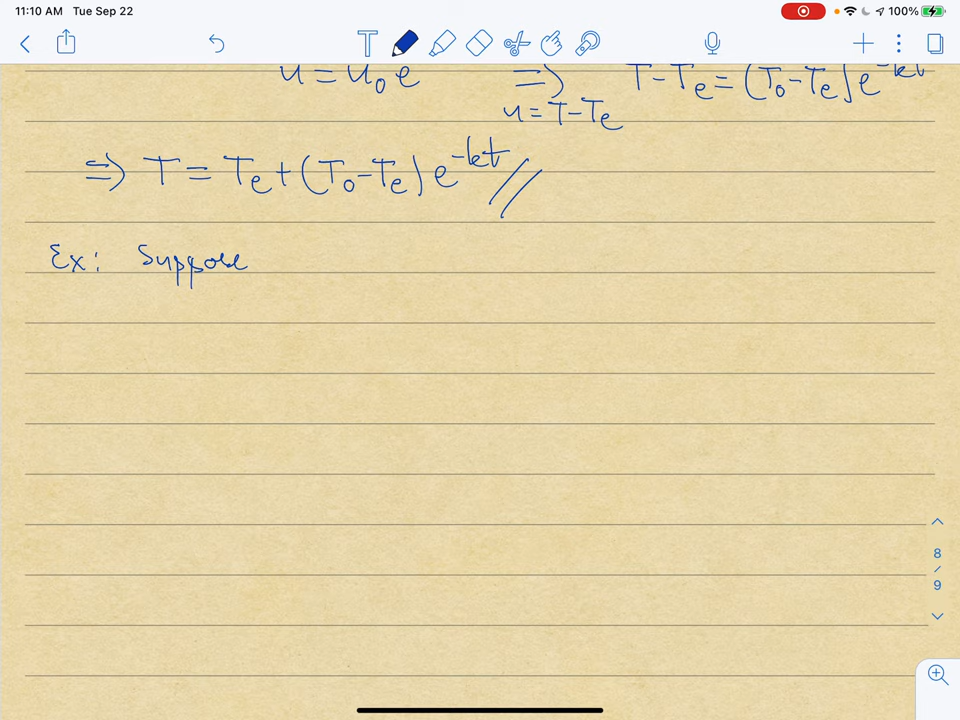 11:10 AM Tue Sep 22 100%
T
u = u₀e ⇒ T-Tₑ = (T₀-Tₑ)e^-kt
u = T-Tₑ
⇒ T = Tₑ + (T₀-Tₑ) e^-kt //
Ex: Suppose
8
/
9